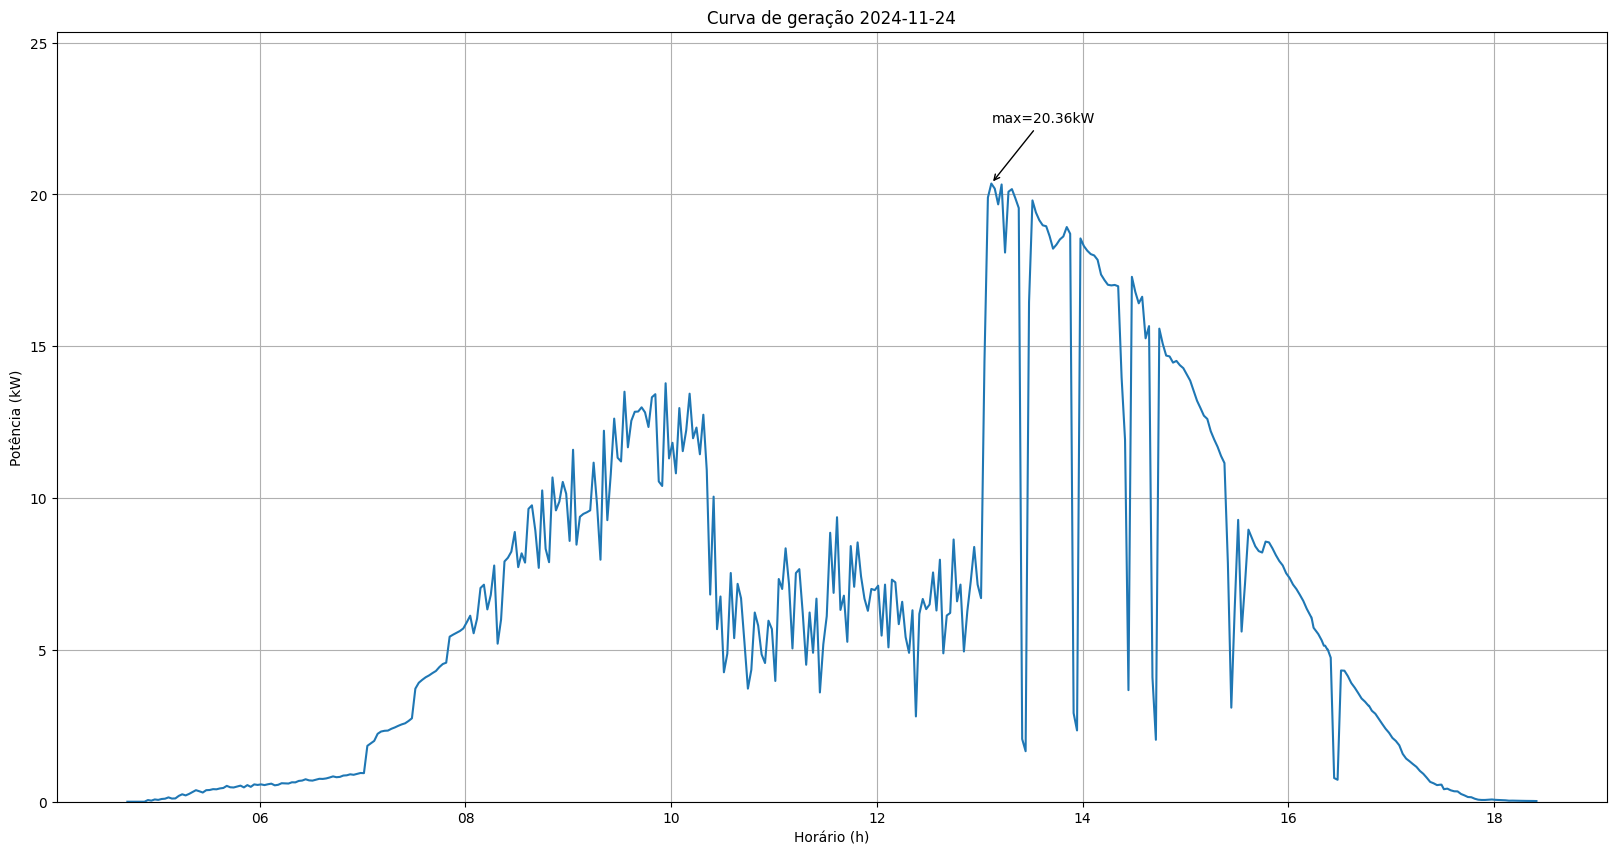 Curva de geração 2024-11-24
25
20
15
10
5
0
Potência (kW)
max=20.36kW
06 08 10 12 14 16 18
Horário (h)